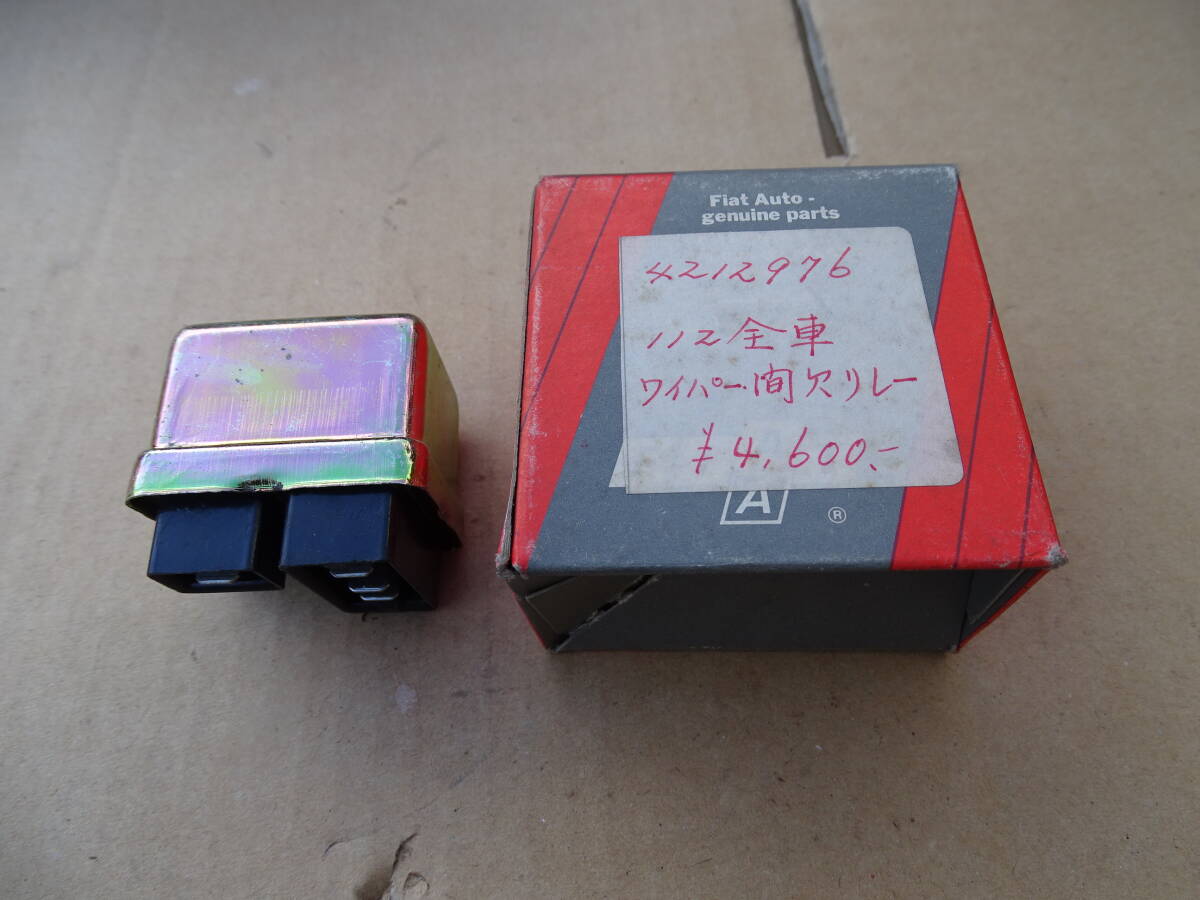 Fiat Auto -
genuine parts
4212976
112全車
ワイパー間欠リレー
¥4,600.-
A
®